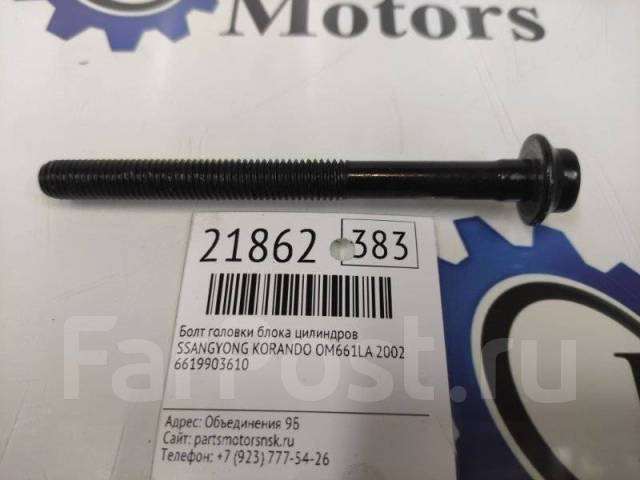 Motors
21862 383
Болт головки блока цилиндров
SSANGYONG KORANDO OM661LA 2002
6619903610
FarPost.ru
Адрес: Объединения 9Б
Сайт: partsmotorsnsk.ru
Телефон: +7 (923) 777-54-26